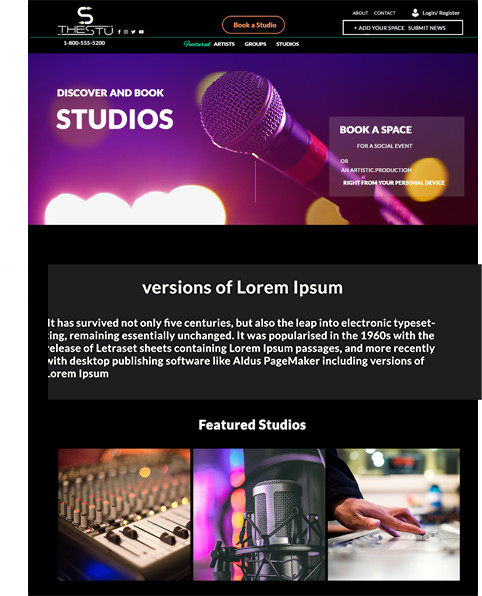 S
THESTU
1-800-555-5200
Book a Studio
ABOUT CONTACT
Login/ Register
+ ADD YOUR SPACE SUBMIT NEWS
Featured ARTISTS GROUPS STUDIOS
DISCOVER AND BOOK
STUDIOS
BOOK A SPACE
FOR A SOCIAL EVENT
OR
AN ARTISTIC PRODUCTION
RIGHT FROM YOUR PERSONAL DEVICE
versions of Lorem Ipsum
It has survived not only five centuries, but also the leap into electronic typeset-
ting, remaining essentially unchanged. It was popularised in the 1960s with the
release of Letraset sheets containing Lorem Ipsum passages, and more recently
with desktop publishing software like Aldus PageMaker including versions of
Lorem Ipsum
Featured Studios